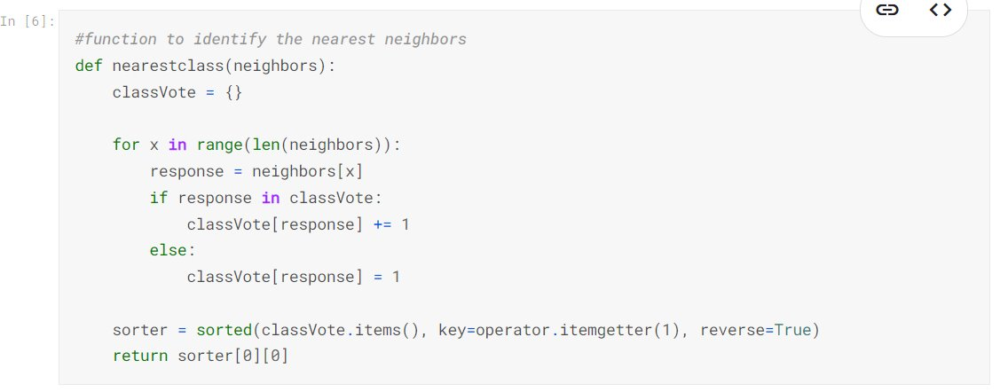 In [6]:
#function to identify the nearest neighbors
def nearestclass(neighbors):
    classVote = {}
    for x in range(len(neighbors)):
        response = neighbors[x]
        if response in classVote:
            classVote[response] += 1
        else:
            classVote[response] = 1
    sorter = sorted(classVote.items(), key=operator.itemgetter(1), reverse=True)
    return sorter[0][0]